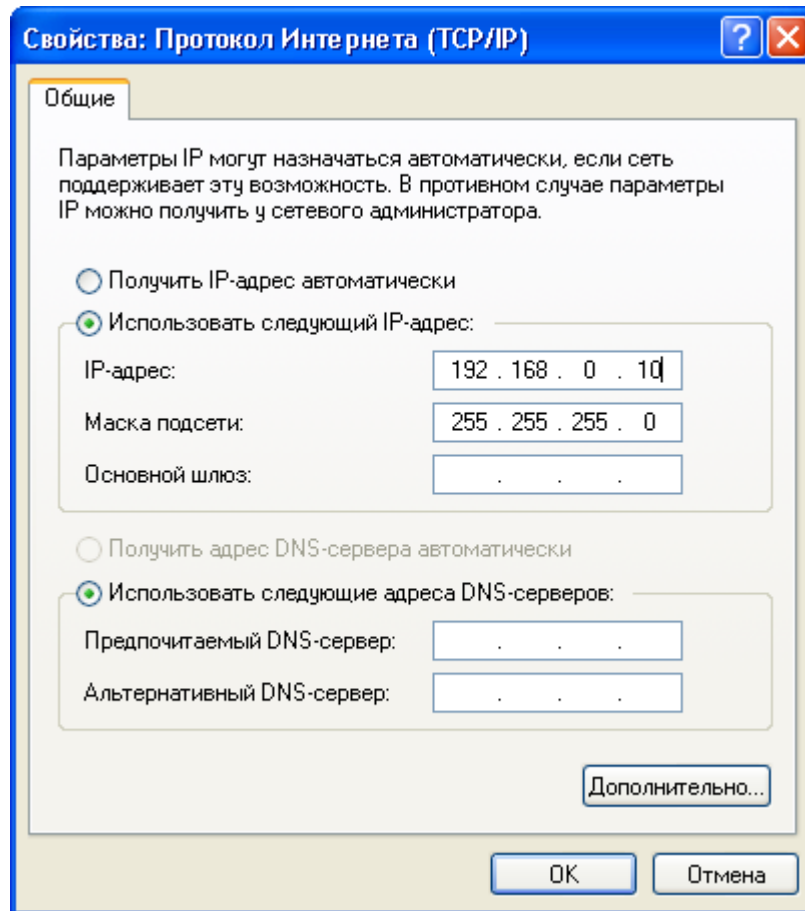 Свойства: Протокол Интернета (TCP/IP)
?
Общие
Параметры IP могут назначаться автоматически, если сеть
поддерживает эту возможность. В противном случае параметры
IP можно получить у сетевого администратора.
Получить IP-адрес автоматически
Использовать следующий IP-адрес:
IP-адрес: 192 . 168 . 0 . 10
Маска подсети: 255 . 255 . 255 . 0
Основной шлюз: . . .
Получить адрес DNS-сервера автоматически
Использовать следующие адреса DNS-серверов:
Предпочитаемый DNS-сервер: . . .
Альтернативный DNS-сервер: . . .
Дополнительно...
OK Отмена